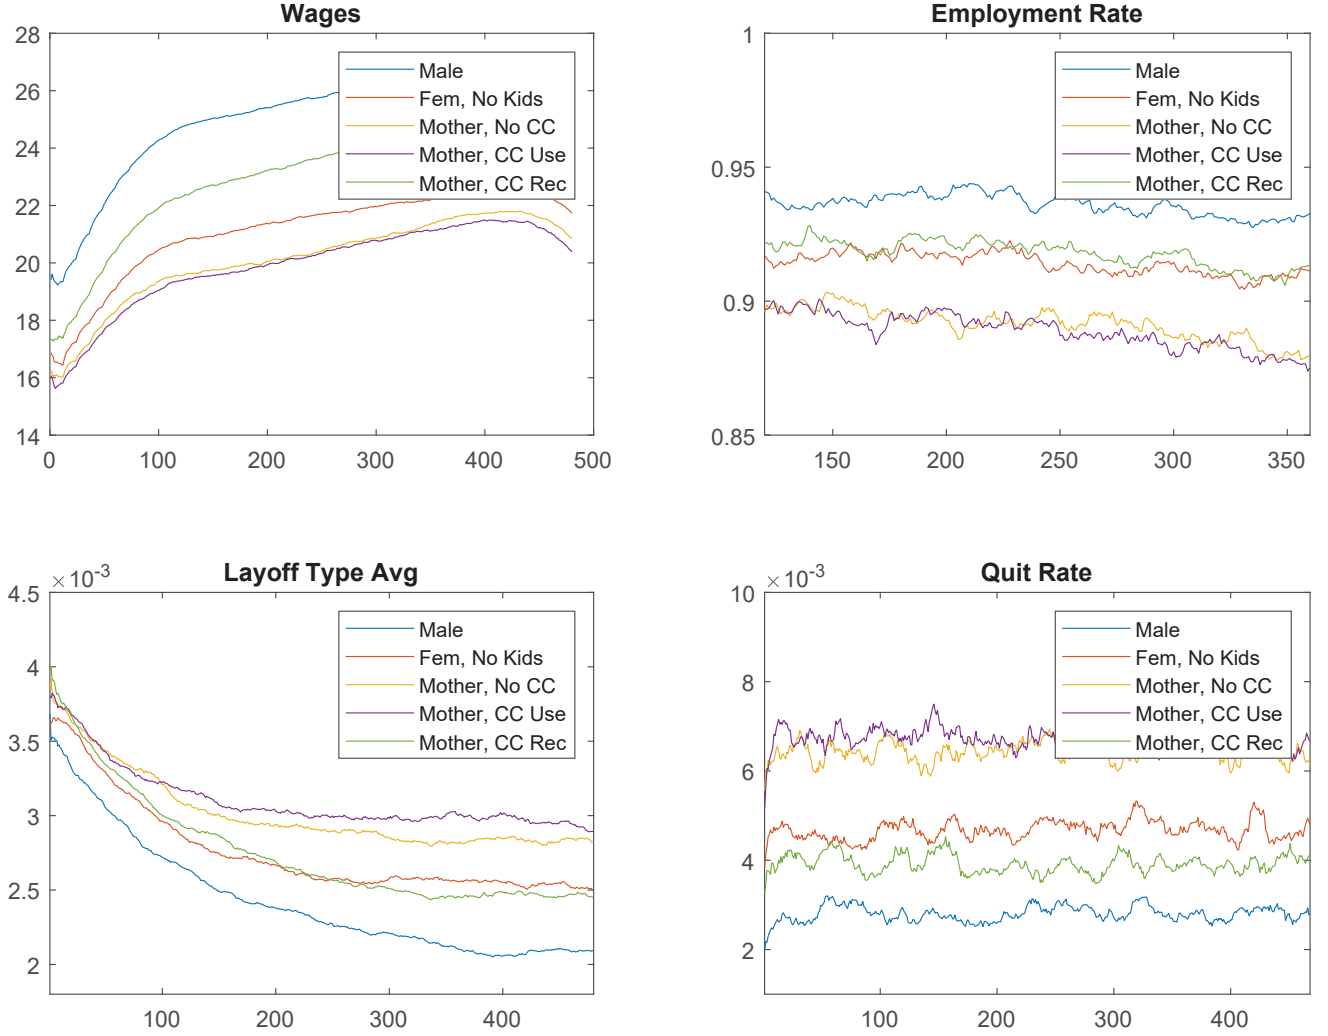 Wages
28
26
24
22
20
18
16
14
0 100 200 300 400 500
Male
Fem, No Kids
Mother, No CC
Mother, CC Use
Mother, CC Rec
Employment Rate
1
0.95
0.9
0.85
150 200 250 300 350
Male
Fem, No Kids
Mother, No CC
Mother, CC Use
Mother, CC Rec
Layoff Type Avg
×10-3
4.5
4
3.5
3
2.5
2
100 200 300 400
Male
Fem, No Kids
Mother, No CC
Mother, CC Use
Mother, CC Rec
Quit Rate
×10-3
10
8
6
4
2
100 200 300 400
Male
Fem, No Kids
Mother, No CC
Mother, CC Use
Mother, CC Rec